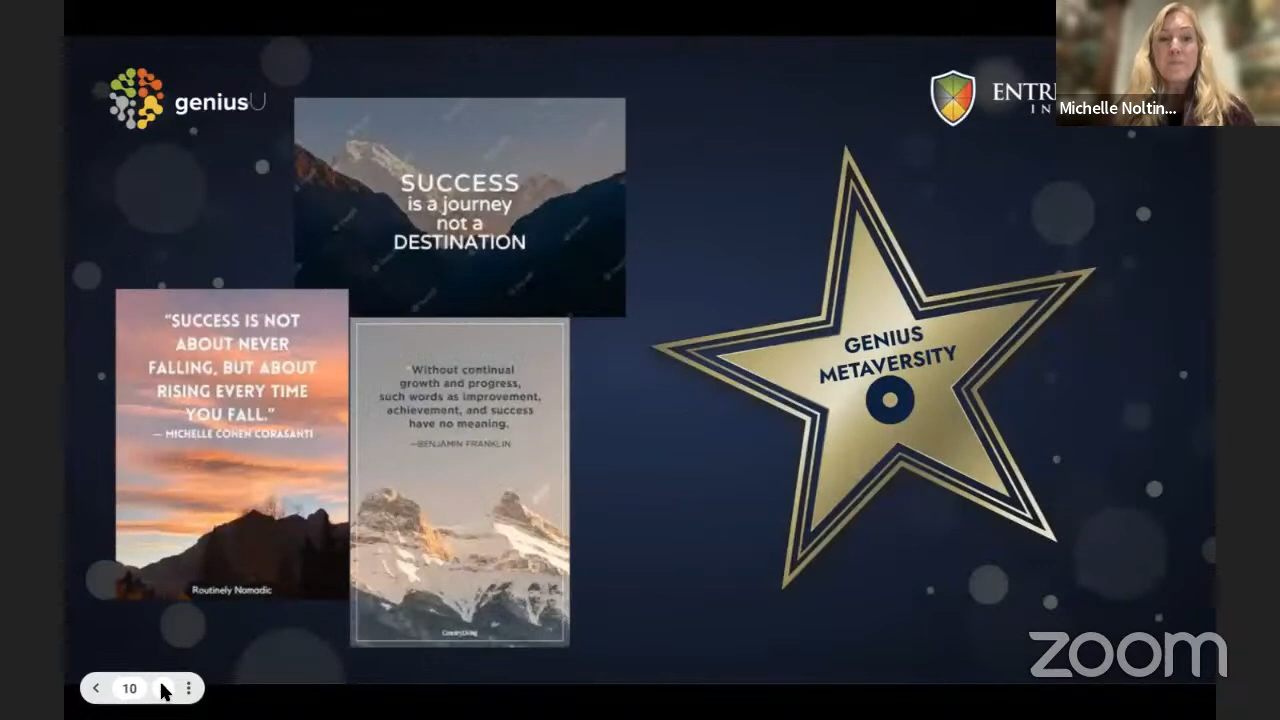 geniusU
ENTRE
IN
Michelle Noltin...
SUCCESS
is a journey
not a
DESTINATION
"SUCCESS IS NOT
ABOUT NEVER
FALLING, BUT ABOUT
RISING EVERY TIME
YOU FALL."
— MICHELLE COHEN CORASANTI
Routinely Nomadic
"Without continual
growth and progress,
such words as improvement,
achievement, and success
have no meaning.
—BENJAMIN FRANKLIN
CountryLiving
GENIUS
METAVERSITY
10
zoom